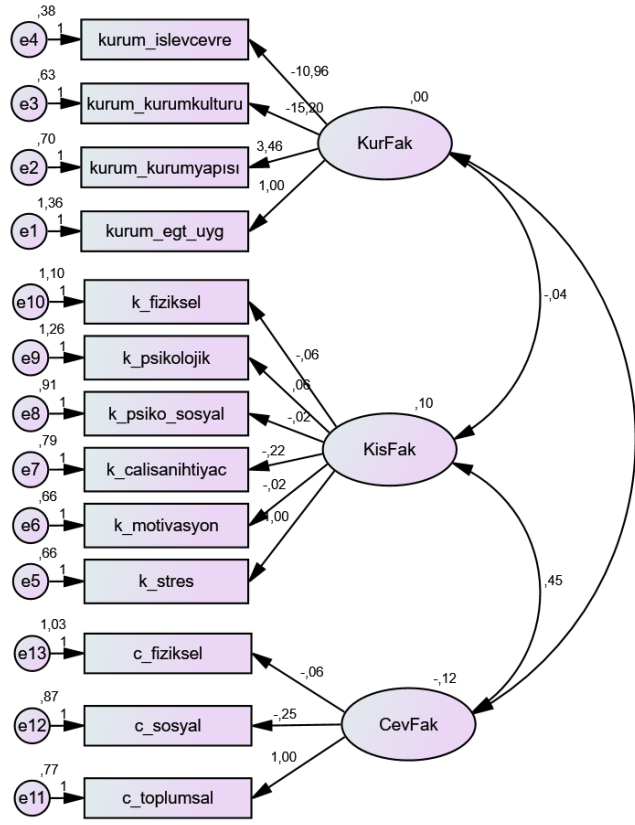 ,38
e4
1
kurum_islevcevre
-10,96
,63
e3
1
kurum_kurumkulturu
-15,20
,00
KurFak
,70
e2
1
kurum_kurumyapısı
3,46
1,36
e1
1
kurum_egt_uyg
1,00
-,04
1,10
e10
1
k_fiziksel
-,06
1,26
e9
1
k_psikolojik
,06
,10
KisFak
,91
e8
1
k_psiko_sosyal
-,02
,79
e7
1
k_calisanihtiyac
-,22
,66
e6
1
k_motivasyon
-,02
,66
e5
1
k_stres
1,00
,45
1,03
e13
1
c_fiziksel
-,06
-,12
CevFak
,87
e12
1
c_sosyal
-,25
,77
e11
1
c_toplumsal
1,00